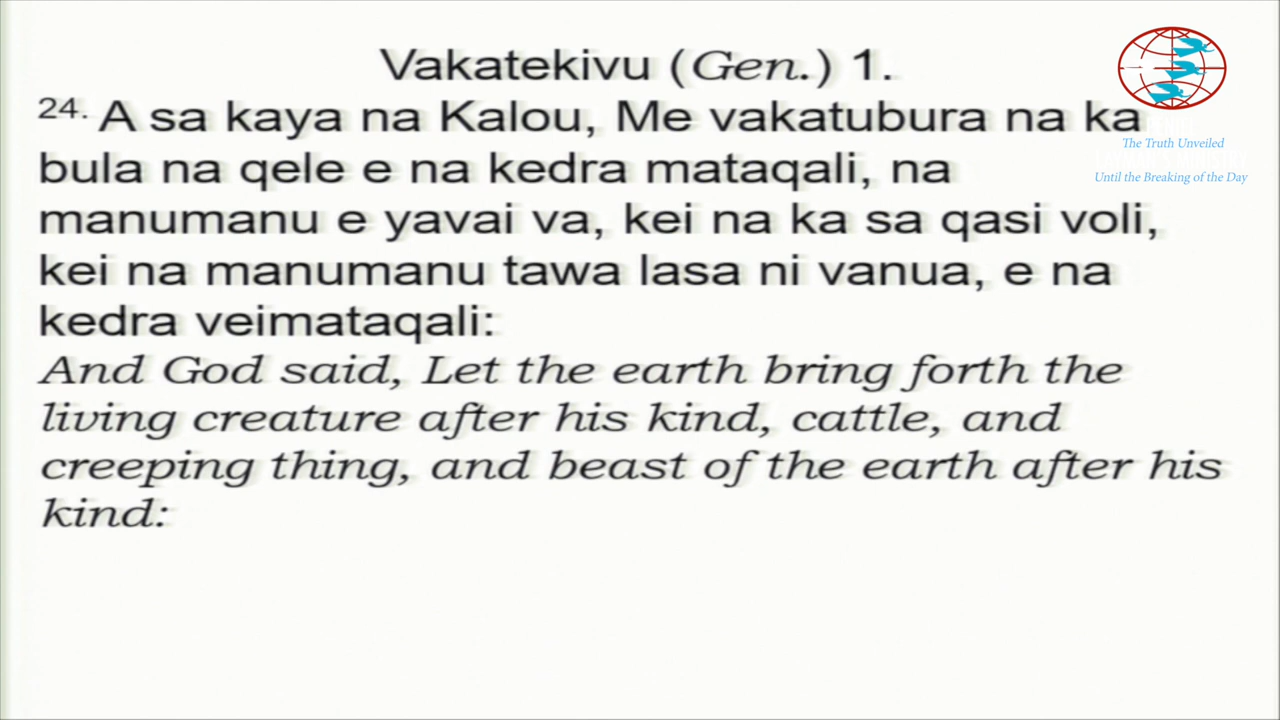 Vakatekivu (Gen.) 1.
24. A sa kaya na Kalou, Me vakatubura na ka
bula na qele e na kedra mataqali, na
manumanu e yavai va, kei na ka sa qasi voli,
kei na manumanu tawa lasa ni vanua, e na
kedra veimataqali:
And God said, Let the earth bring forth the
living creature after his kind, cattle, and
creeping thing, and beast of the earth after his
kind:
The Truth Unveiled
Until the Breaking of the Day